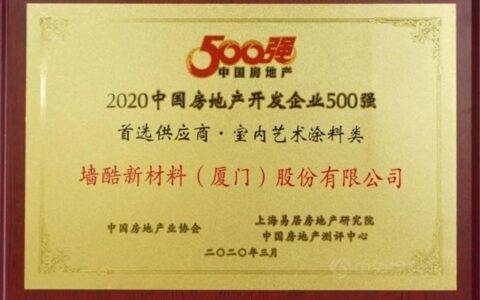 500强
中国房地产
2020中国房地产开发企业500强
首选供应商·室内艺术涂料类
墙酷新材料（厦门）股份有限公司
中国房地产业协会
上海易居房地产研究院
中国房地产测评中心
二〇二〇年三月